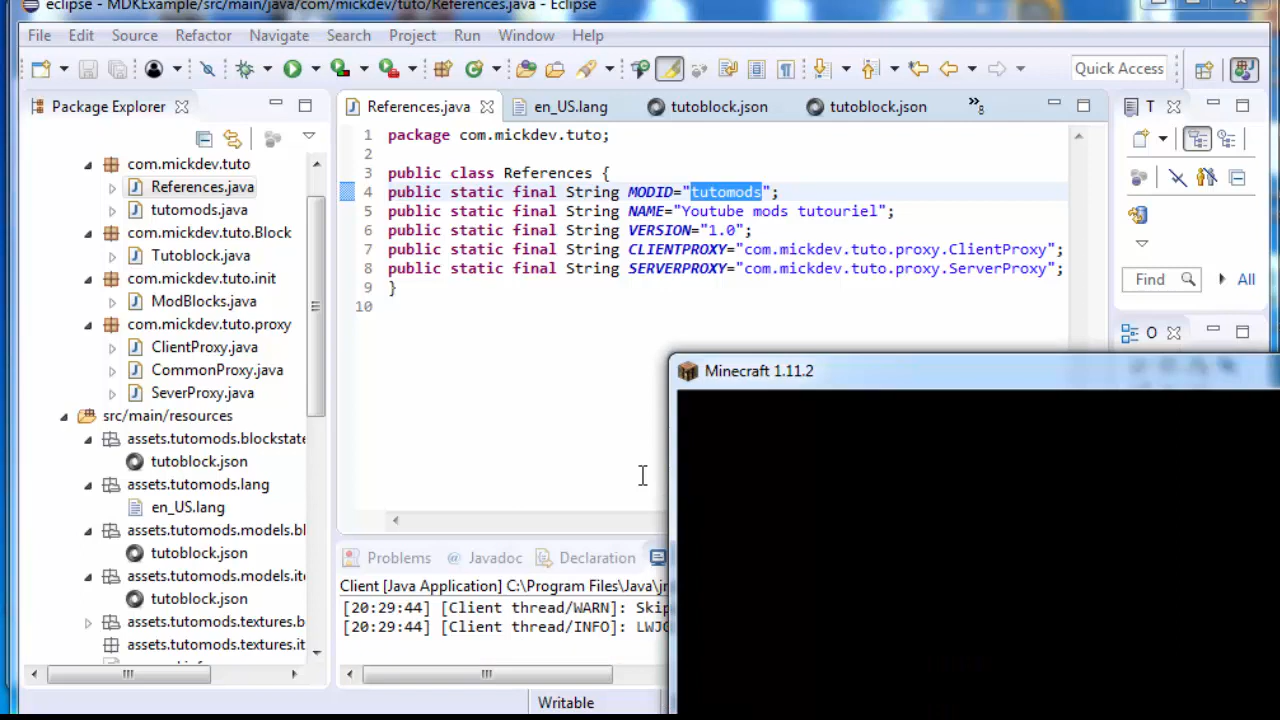 eclipse - MDKExample/src/main/java/com/mickdev/tuto/References.java - Eclipse
File Edit Source Refactor Navigate Search Project Run Window Help
Quick Access
Package Explorer
References.java en_US.lang toutoblock.json toutoblock.json »8
T
com.mickdev.tuto
References.java
tutomods.java
com.mickdev.tuto.Block
Tutoblock.java
com.mickdev.tuto.init
ModBlocks.java
com.mickdev.tuto.proxy
ClientProxy.java
CommonProxy.java
SeverProxy.java
src/main/resources
assets.tutomods.blockstate
toutoblock.json
assets.tutomods.lang
en_US.lang
assets.tutomods.models.bl
toutoblock.json
assets.tutomods.models.ite
toutoblock.json
assets.tutomods.textures.b
assets.tutomods.textures.it
1 package com.mickdev.tuto;
2
3 public class References {
4 public static final String MODID="tutomods";
5 public static final String NAME="Youtube mods tutouriel";
6 public static final String VERSION="1.0";
7 public static final String CLIENTPROXY="com.mickdev.tuto.proxy.ClientProxy";
8 public static final String SERVERPROXY="com.mickdev.tuto.proxy.ServerProxy";
9 }
10
Find All
O
Minecraft 1.11.2
Problems @ Javadoc Declaration
Client [Java Application] C:\Program Files\Java\jr
[20:29:44] [Client thread/WARN]: Skip
[20:29:44] [Client thread/INFO]: LWJG
Writable